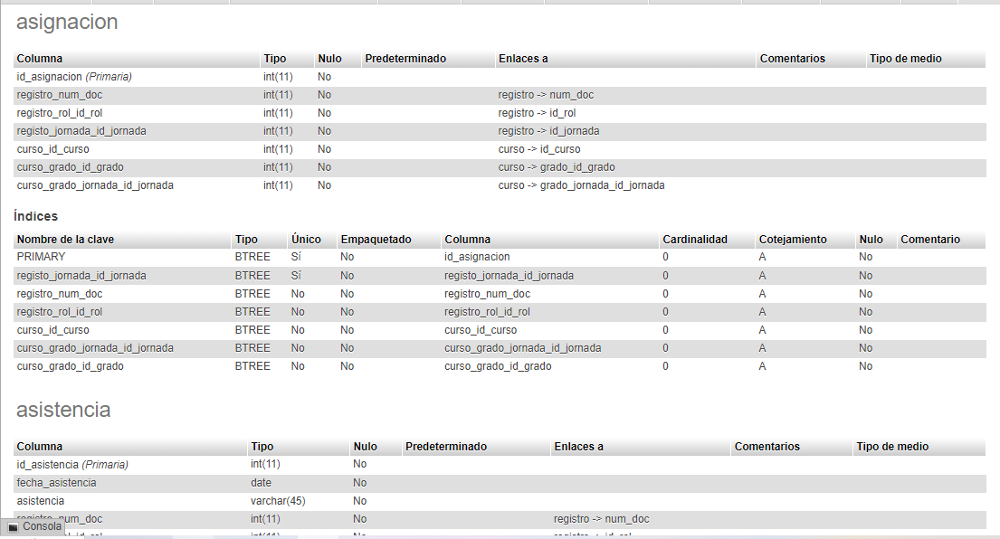 asignacion
Columna Tipo Nulo Predeterminado Enlaces a Comentarios Tipo de medio
id_asignacion (Primaria) int(11) No
registro_num_doc int(11) No registro -> num_doc
registro_rol_id_rol int(11) No registro -> id_rol
registo_jornada_id_jornada int(11) No registro -> id_jornada
curso_id_curso int(11) No curso -> id_curso
curso_grado_id_grado int(11) No curso -> grado_id_grado
curso_grado_jornada_id_jornada int(11) No curso -> grado_jornada_id_jornada
Índices
Nombre de la clave Tipo Único Empaquetado Columna Cardinalidad Cotejamiento Nulo Comentario
PRIMARY BTREE Sí No id_asignacion 0 A No
registo_jornada_id_jornada BTREE Sí No registo_jornada_id_jornada 0 A No
registro_num_doc BTREE No No registro_num_doc 0 A No
registro_rol_id_rol BTREE No No registro_rol_id_rol 0 A No
curso_id_curso BTREE No No curso_id_curso 0 A No
curso_grado_jornada_id_jornada BTREE No No curso_grado_jornada_id_jornada 0 A No
curso_grado_id_grado BTREE No No curso_grado_id_grado 0 A No
asistencia
Columna Tipo Nulo Predeterminado Enlaces a Comentarios Tipo de medio
id_asistencia (Primaria) int(11) No
fecha_asistencia date No
asistencia varchar(45) No
registro_num_doc int(11) No registro -> num_doc
Consola